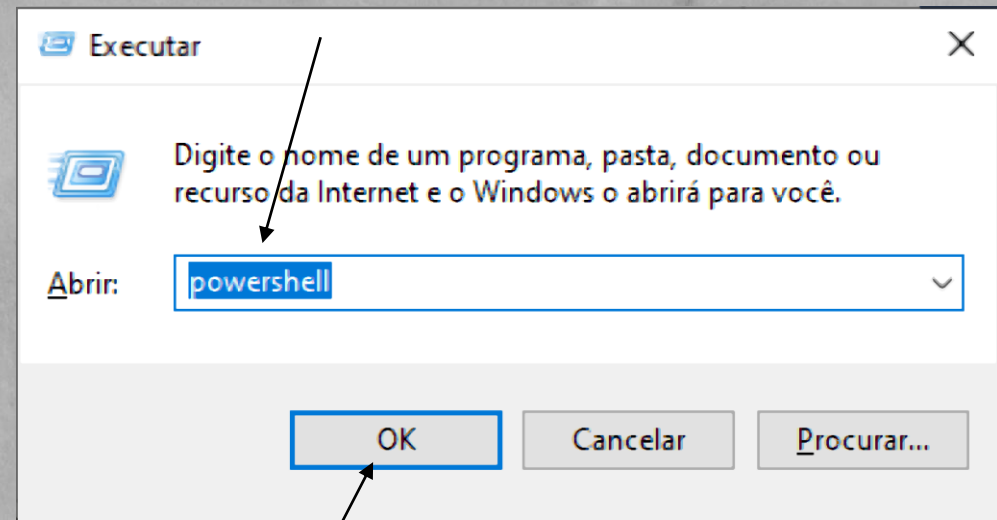 Executar
Digite o nome de um programa, pasta, documento ou
recurso da Internet e o Windows o abrirá para você.
Abrir:
powershell
OK
Cancelar
Procurar...